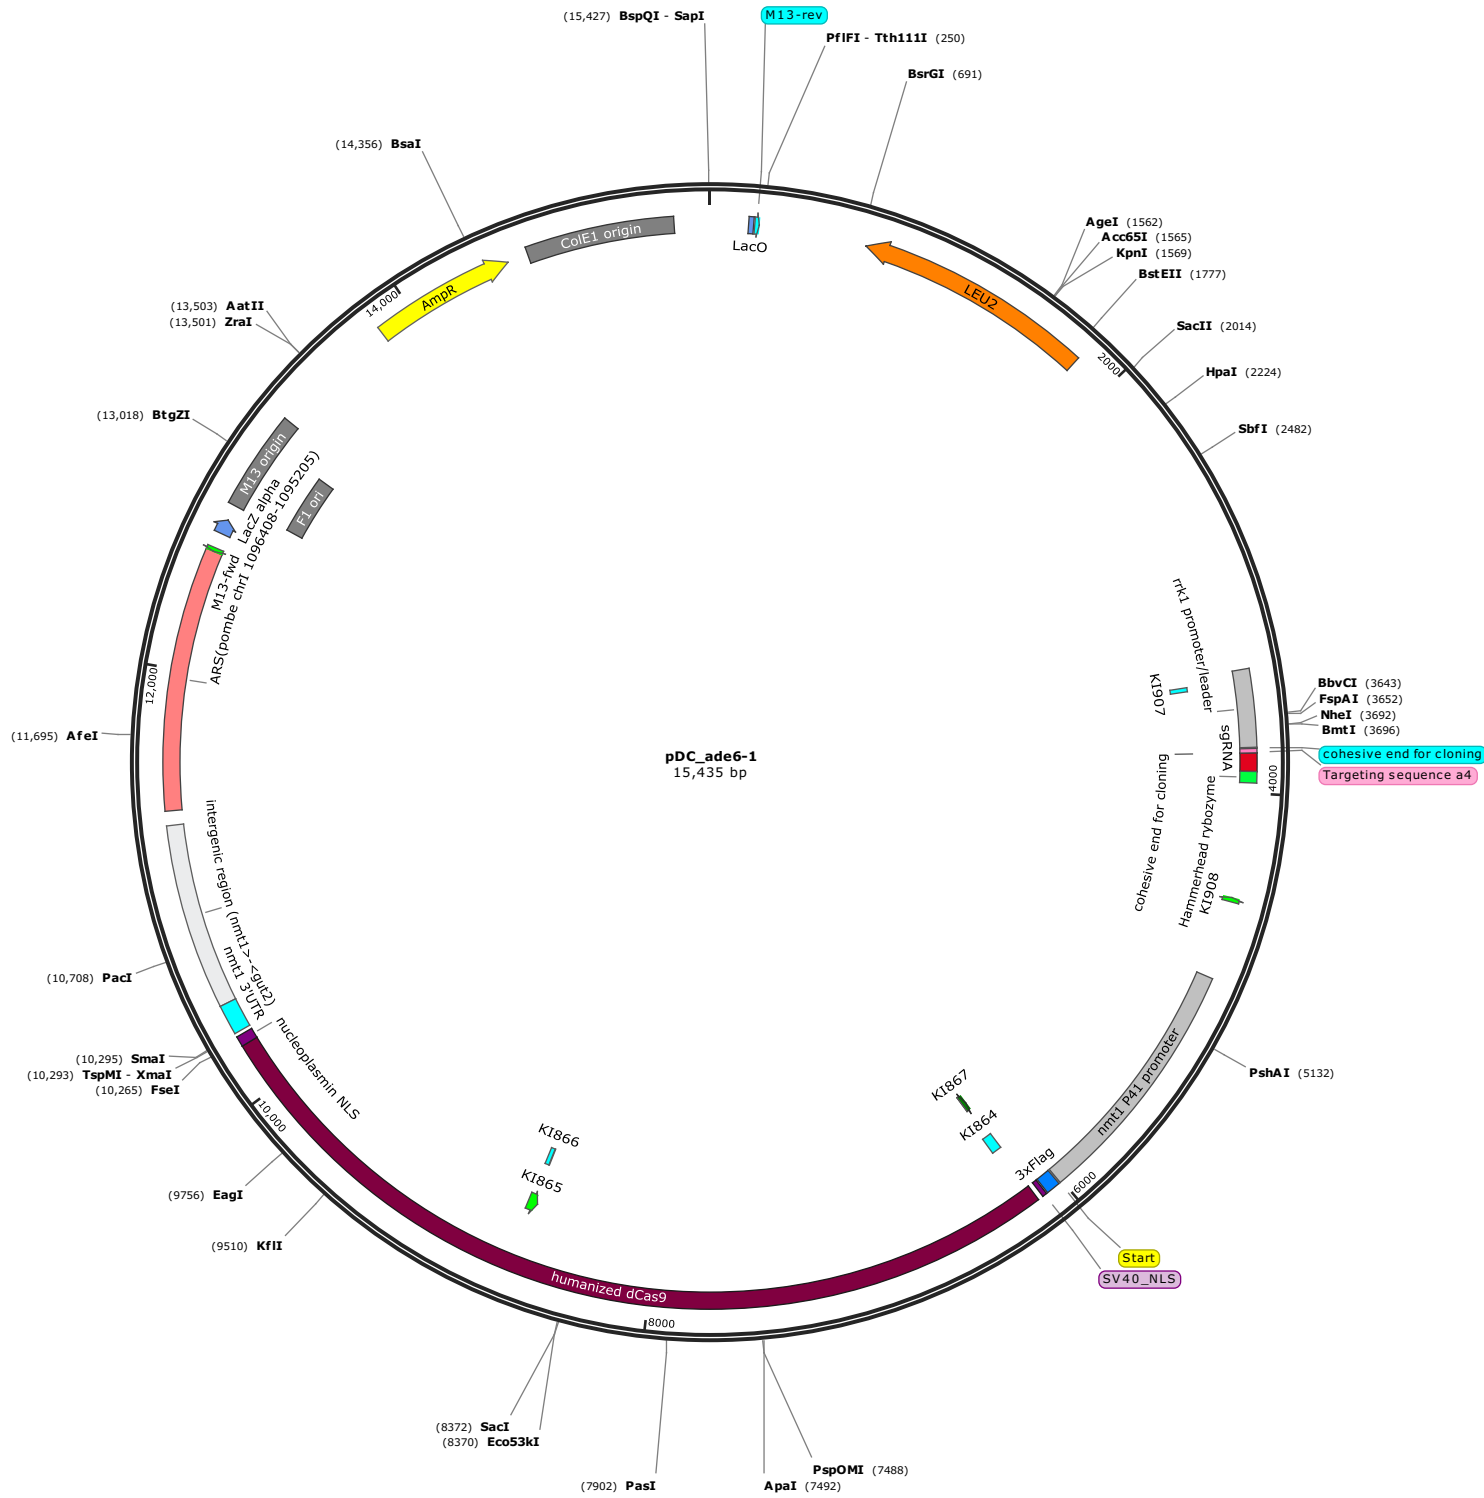 (15,427) BspQI - SapI
M13-rev
PflFI - Tth111I (250)
BsrGI (691)
(14,356) BsaI
AgeI (1562)
Acc65I (1565)
KpnI (1569)
BstEII (1777)
SacII (2014)
HpaI (2224)
SbfI (2482)
(13,503) AatII
(13,501) ZraI
(13,018) BtgZI
ColE1 origin
LacO
AmpR
14,000
LEU2
2000
M13 origin
F1 ori
LacZ alpha
M13-fwd
ARS(pombe chrI 1096408-1095205)
12,000
(11,695) AfeI
rrk1 promoter/leader
KI907
BbvCI (3643)
FspAI (3652)
NheI (3692)
BmtI (3696)
sgRNA
cohesive end for cloning
Targeting sequence a4
4000
pDC_ade6-1
15,435 bp
cohesive end for cloning
Hammerhead rybozyme
KI908
intergenic region (nmt1>-<gut2)
nmt1 3'UTR
nucleoplasmin NLS
(10,708) PacI
(10,295) SmaI
(10,293) TspMI - XmaI
(10,265) FseI
10,000
(9756) EagI
(9510) KflI
KI866
KI865
KI867
KI864
3xFlag
nmt1 P41 promoter
PshAI (5132)
6000
Start
SV40_NLS
humanized dCas9
8000
(8372) SacI
(8370) Eco53kI
(7902) PasI
PspOMI (7488)
ApaI (7492)